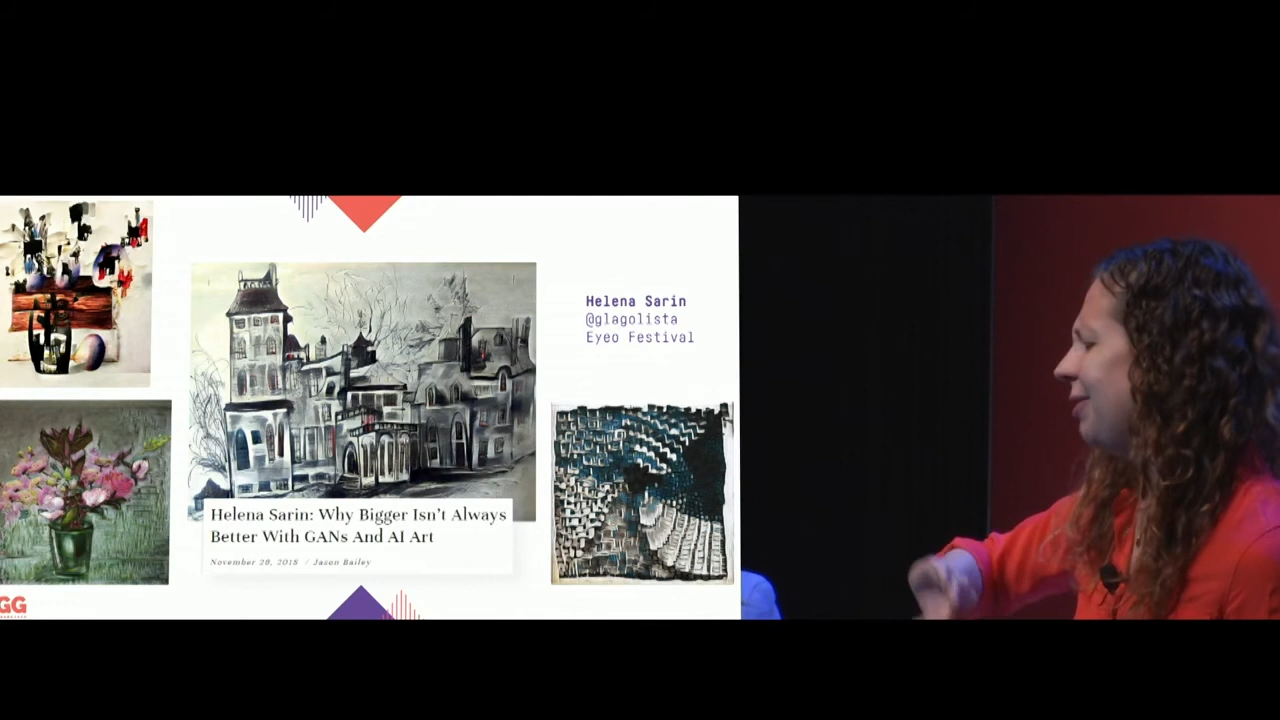 Helena Sarin
@glagolista
Eyeo Festival
Helena Sarin: Why Bigger Isn't Always
Better With GANs And AI Art
November 28, 2018 / Jason Bailey
GG